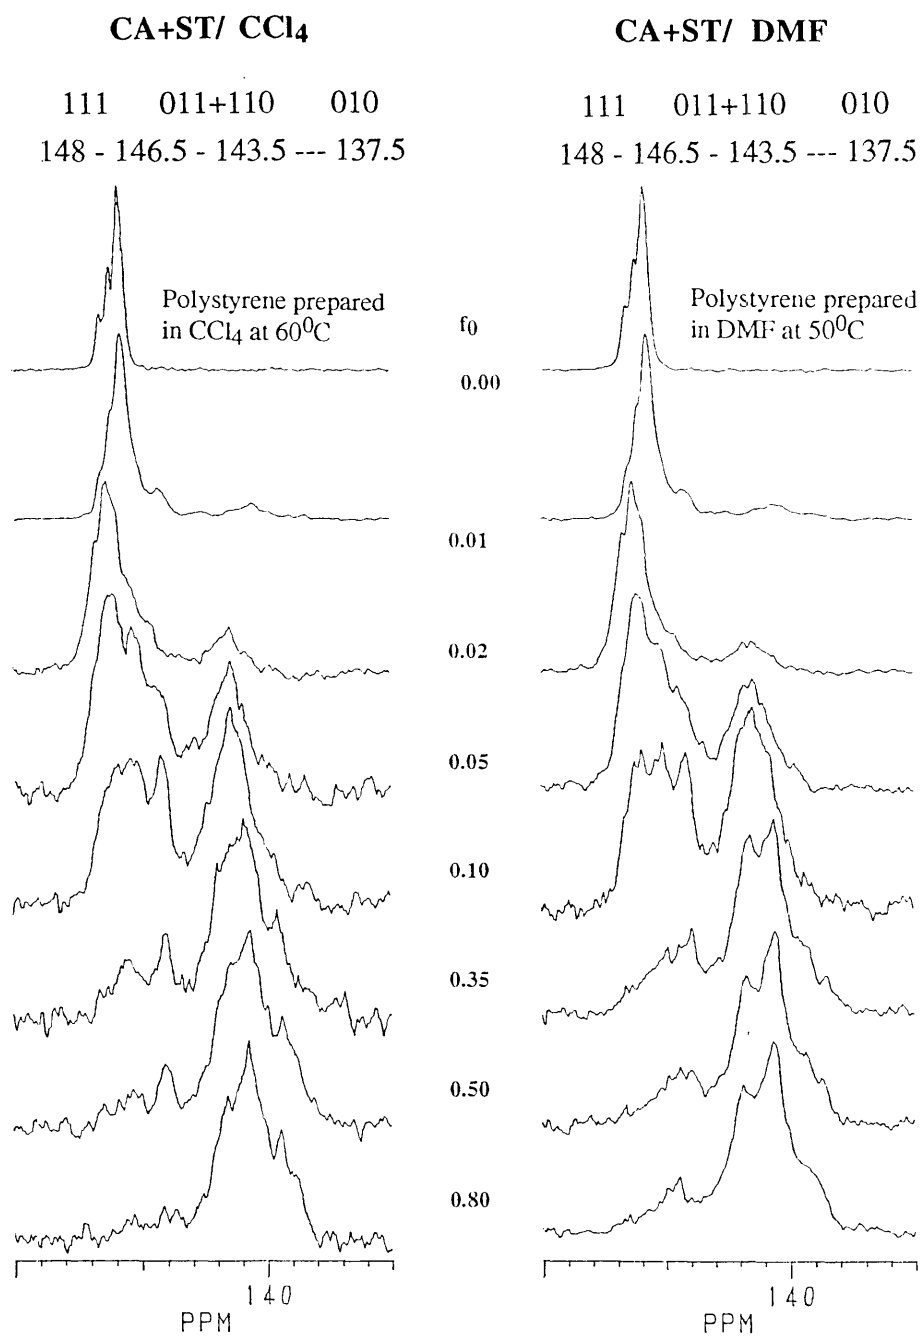 CA+ST/ CCl4
CA+ST/ DMF
111 011+110 010
111 011+110 010
148 - 146.5 - 143.5 --- 137.5
148 - 146.5 - 143.5 --- 137.5
Polystyrene prepared
in CCl4 at 60⁰C
f0
Polystyrene prepared
in DMF at 50⁰C
0.00
0.01
0.02
0.05
0.10
0.35
0.50
0.80
140
140
PPM
PPM